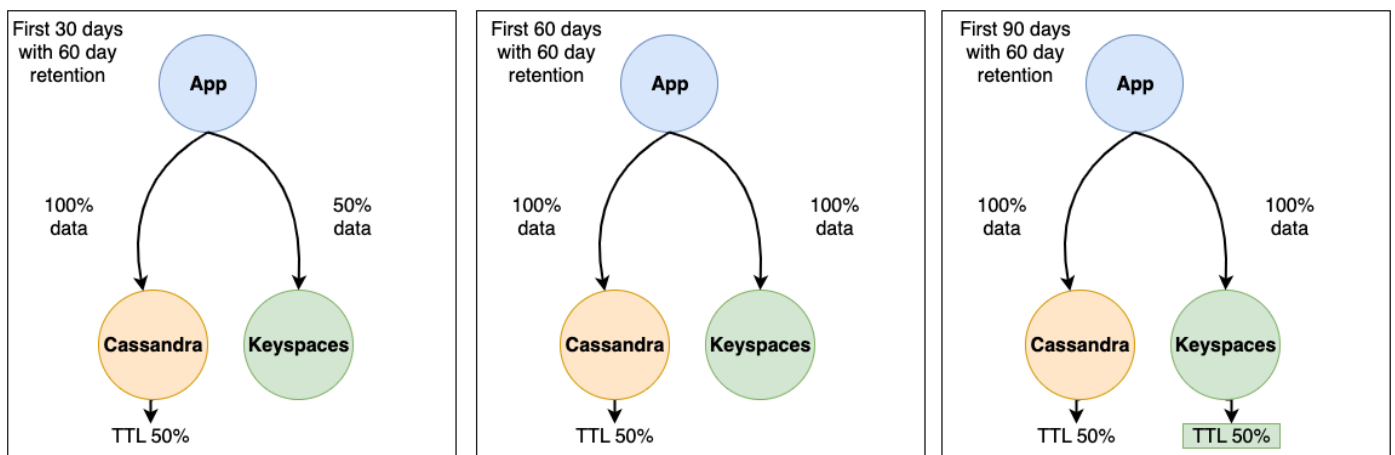 First 30 days
with 60 day
retention
App
100%
data
50%
data
Cassandra
Keyspaces
TTL 50%
First 60 days
with 60 day
retention
App
100%
data
100%
data
Cassandra
Keyspaces
TTL 50%
First 90 days
with 60 day
retention
App
100%
data
100%
data
Cassandra
Keyspaces
TTL 50%
TTL 50%